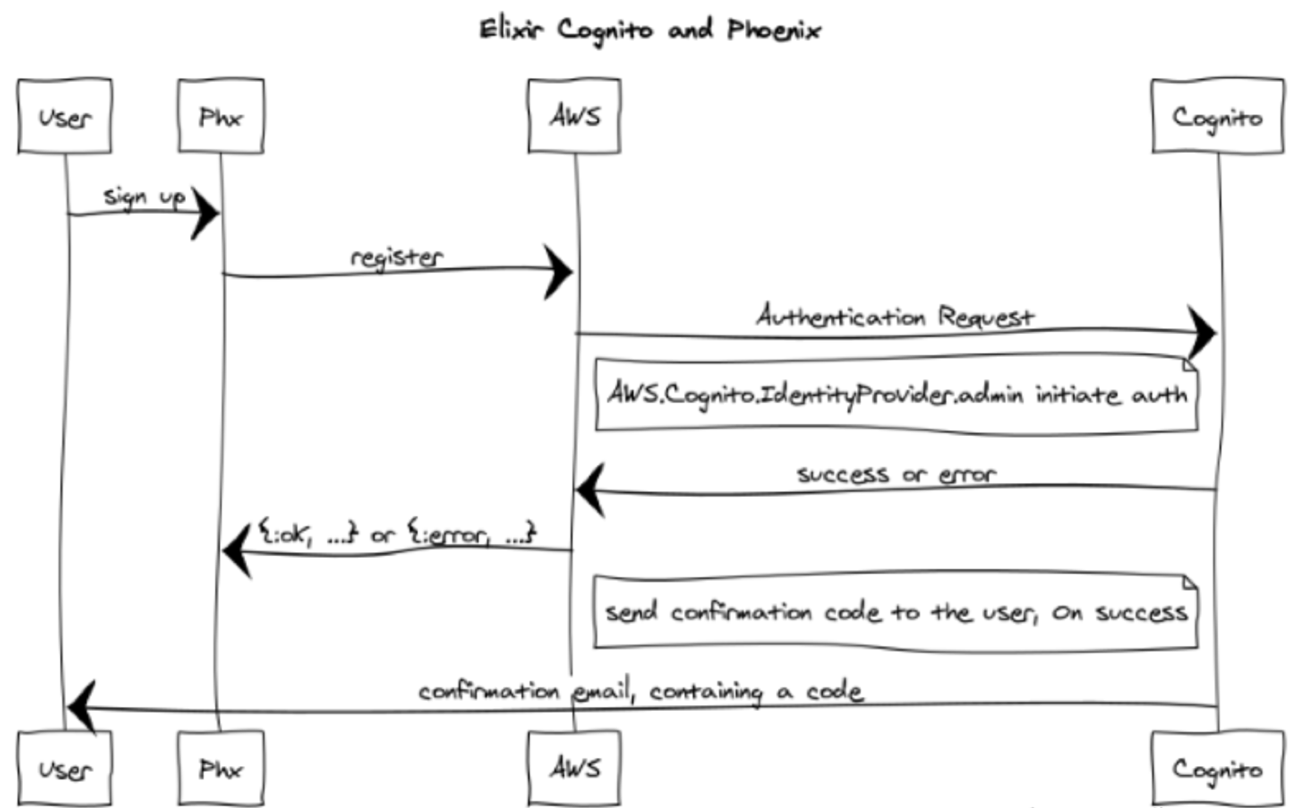 Elixir Cognito and Phoenix
User
Phx
AWS
Cognito
sign up
register
Authentication Request
AWS.Cognito.IdentityProvider.admin initiate auth
success or error
{:ok, ...} or {:error, ...}
send confirmation code to the user, On success
confirmation email, containing a code
User
Phx
AWS
Cognito